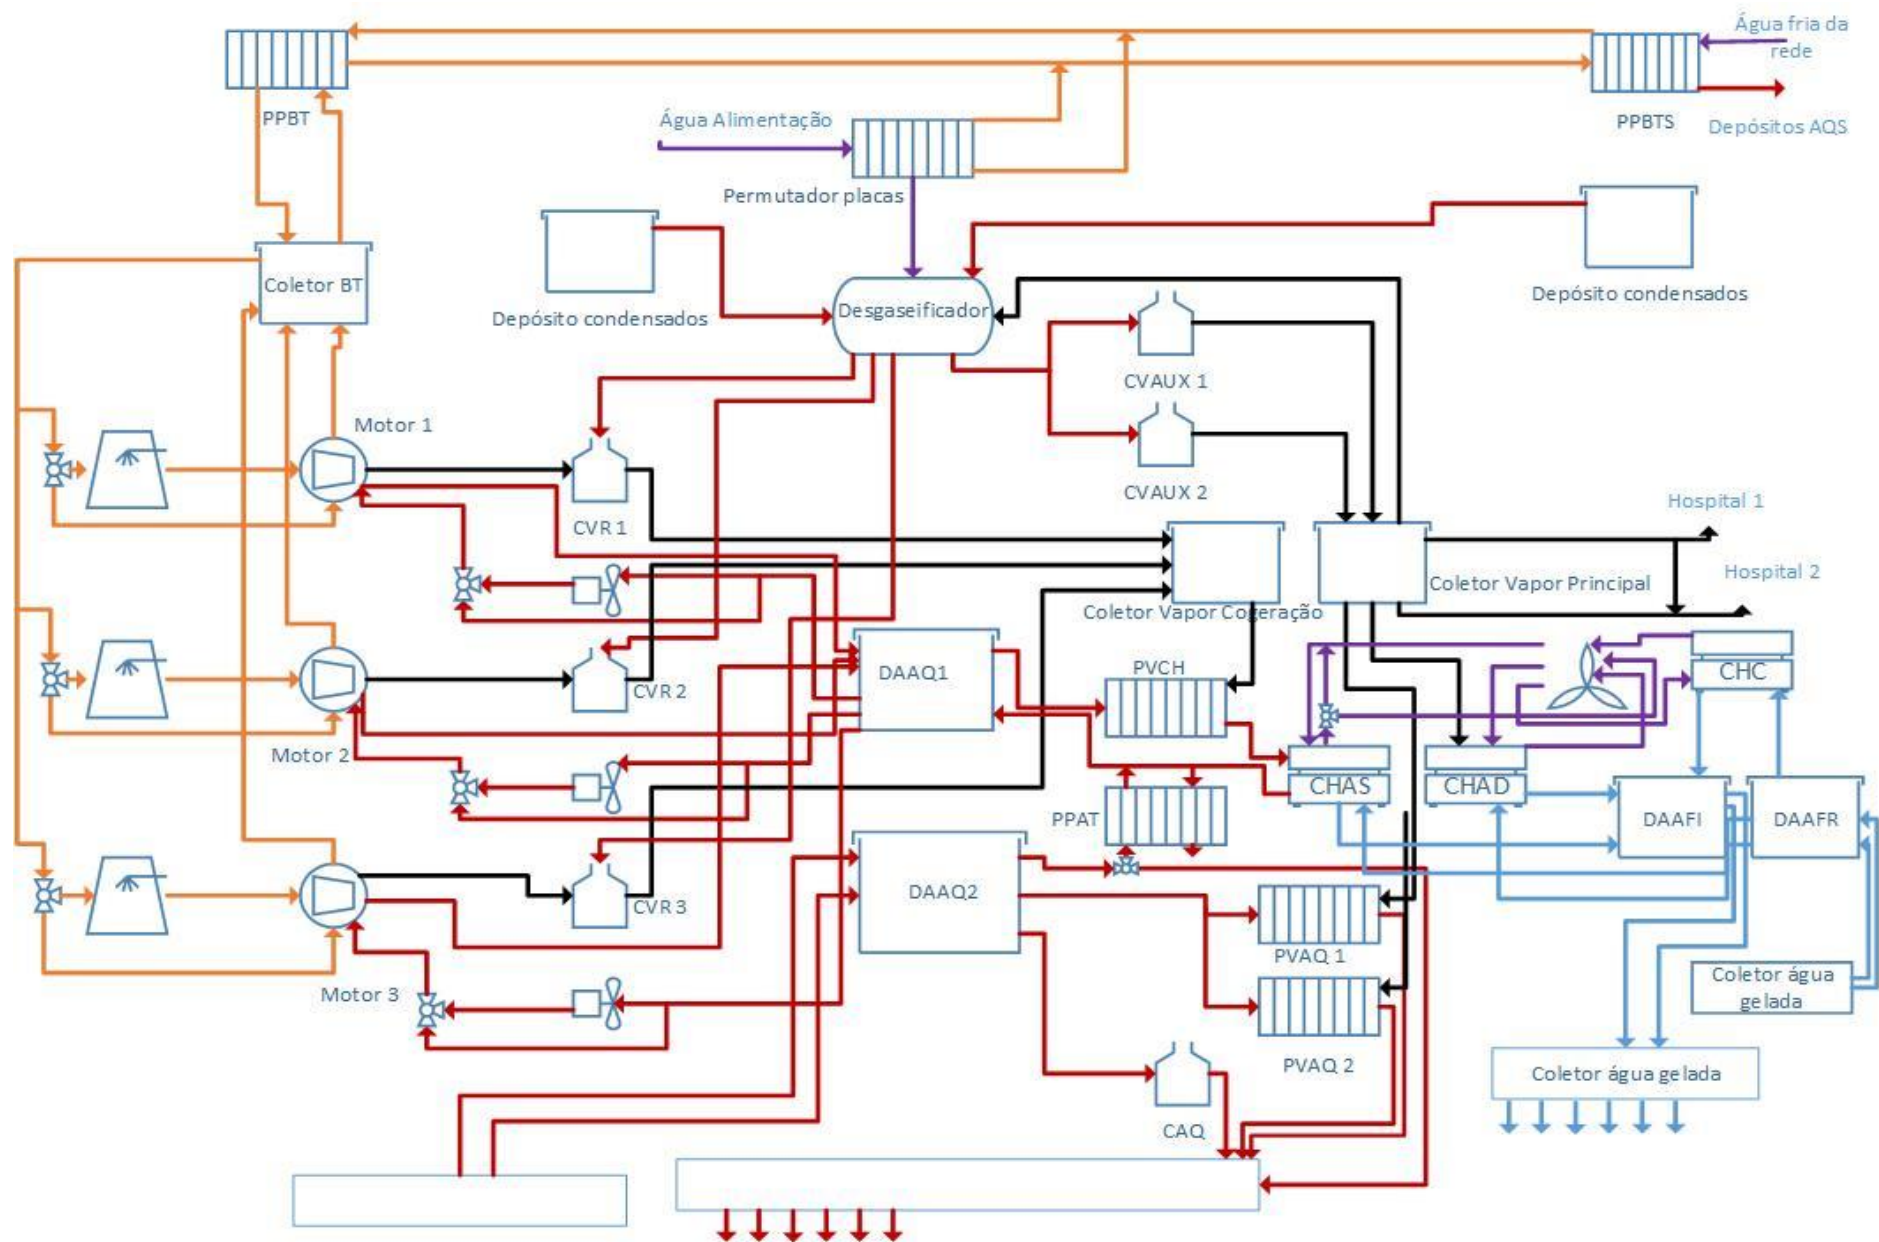 Água fria da
rede
PPBT
Água Alimentação
PPBTS
Depósitos AQS
Permutador placas
Coletor BT
Depósito condensados
Desgaseificador
Depósito condensados
CVAUX 1
Motor 1
CVAUX 2
Hospital 1
CVR 1
Hospital 2
Coletor Vapor Principal
Coletor Vapor Cogeração
DAAQ1
PVCH
CHC
CVR 2
Motor 2
CHAS
CHAD
PPAT
DAAFI
DAAFR
DAAQ2
CVR 3
PVAQ 1
Motor 3
Coletor água
gelada
PVAQ 2
Coletor água gelada
CAQ